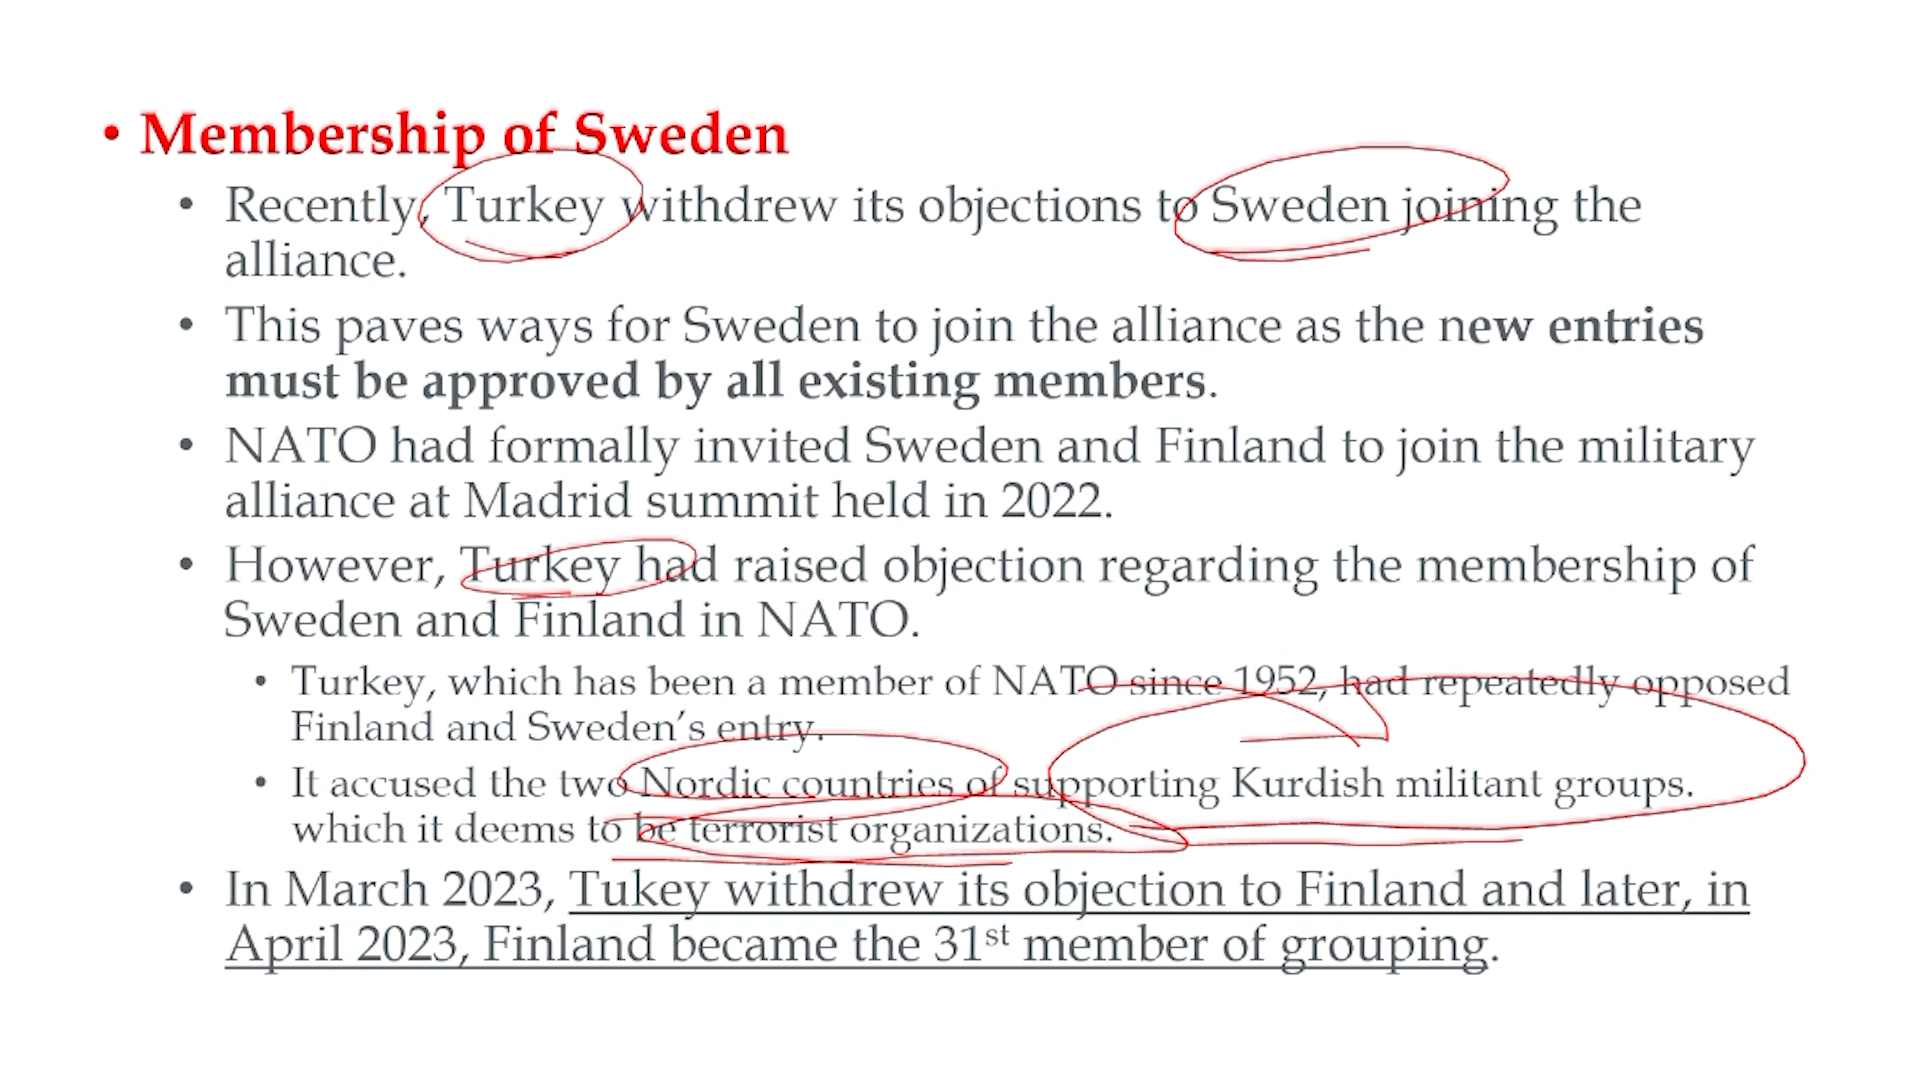 • Membership of Sweden
• Recently, Turkey withdrew its objections to Sweden joining the
alliance.
• This paves ways for Sweden to join the alliance as the new entries
must be approved by all existing members.
• NATO had formally invited Sweden and Finland to join the military
alliance at Madrid summit held in 2022.
• However, Turkey had raised objection regarding the membership of
Sweden and Finland in NATO.
• Turkey, which has been a member of NATO since 1952, had repeatedly opposed
Finland and Sweden's entry.
• It accused the two Nordic countries of supporting Kurdish militant groups.
which it deems to be terrorist organizations.
• In March 2023, Tukey withdrew its objection to Finland and later, in
April 2023, Finland became the 31st member of grouping.